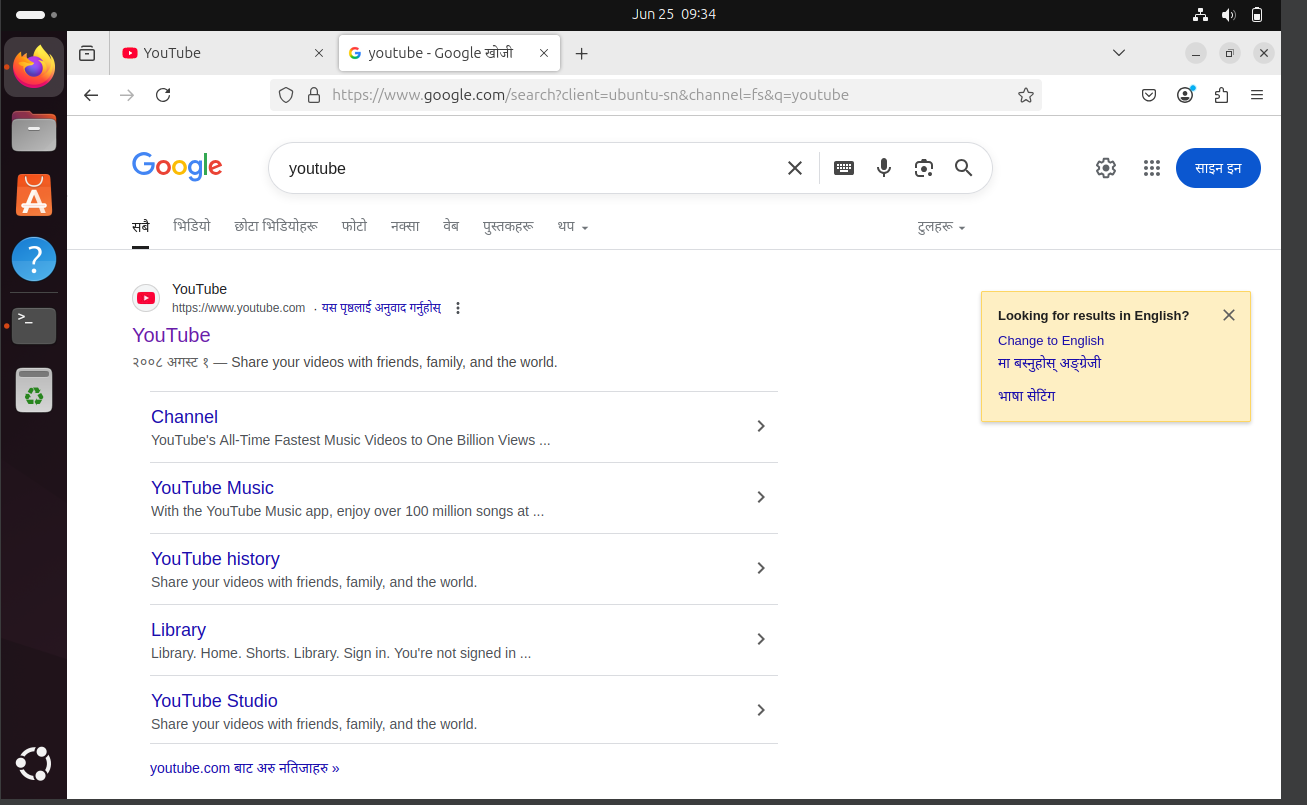 Jun 25 09:34
YouTube
youtube - Google खोजी
https://www.google.com/search?client=ubuntu-sn&channel=fs&q=youtube
Google
youtube
साइन इन
सबै
भिडियो
छोटा भिडियोहरू
फोटो
नक्सा
वेब
पुस्तकहरू
थप
टुलहरू
YouTube
https://www.youtube.com · यस पृष्ठलाई अनुवाद गर्नुहोस्
YouTube
२००८ अगस्ट १ — Share your videos with friends, family, and the world.
Channel
YouTube's All-Time Fastest Music Videos to One Billion Views ...
YouTube Music
With the YouTube Music app, enjoy over 100 million songs at ...
YouTube history
Share your videos with friends, family, and the world.
Library
Library. Home. Shorts. Library. Sign in. You're not signed in ...
YouTube Studio
Share your videos with friends, family, and the world.
youtube.com बाट अरु नतिजाहरु »
Looking for results in English?
Change to English
मा बस्नुहोस् अङ्ग्रेजी
भाषा सेटिंग